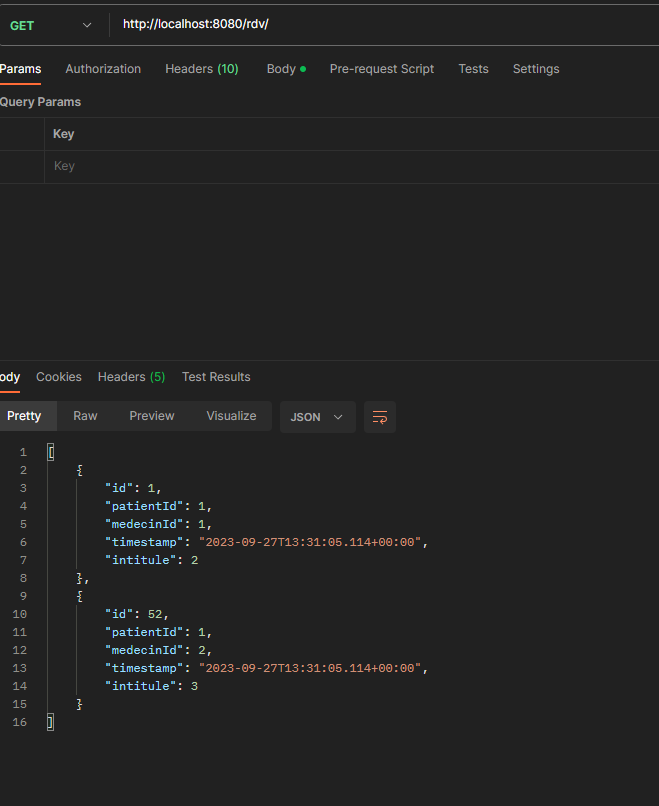 GET http://localhost:8080/rdv/
Params Authorization Headers (10) Body Pre-request Script Tests Settings
Query Params
Key
Key
ody Cookies Headers (5) Test Results
Pretty Raw Preview Visualize JSON
1 [
2 {
3 "id": 1,
4 "patientId": 1,
5 "medecinId": 1,
6 "timestamp": "2023-09-27T13:31:05.114+00:00",
7 "intitule": 2
8 },
9 {
10 "id": 52,
11 "patientId": 1,
12 "medecinId": 2,
13 "timestamp": "2023-09-27T13:31:05.114+00:00",
14 "intitule": 3
15 }
16 ]